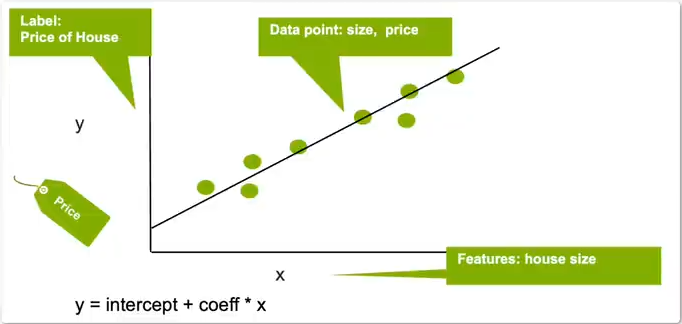 Label:
Price of House
Data point: size, price
y
Price
Features: house size
x
y = intercept + coeff * x